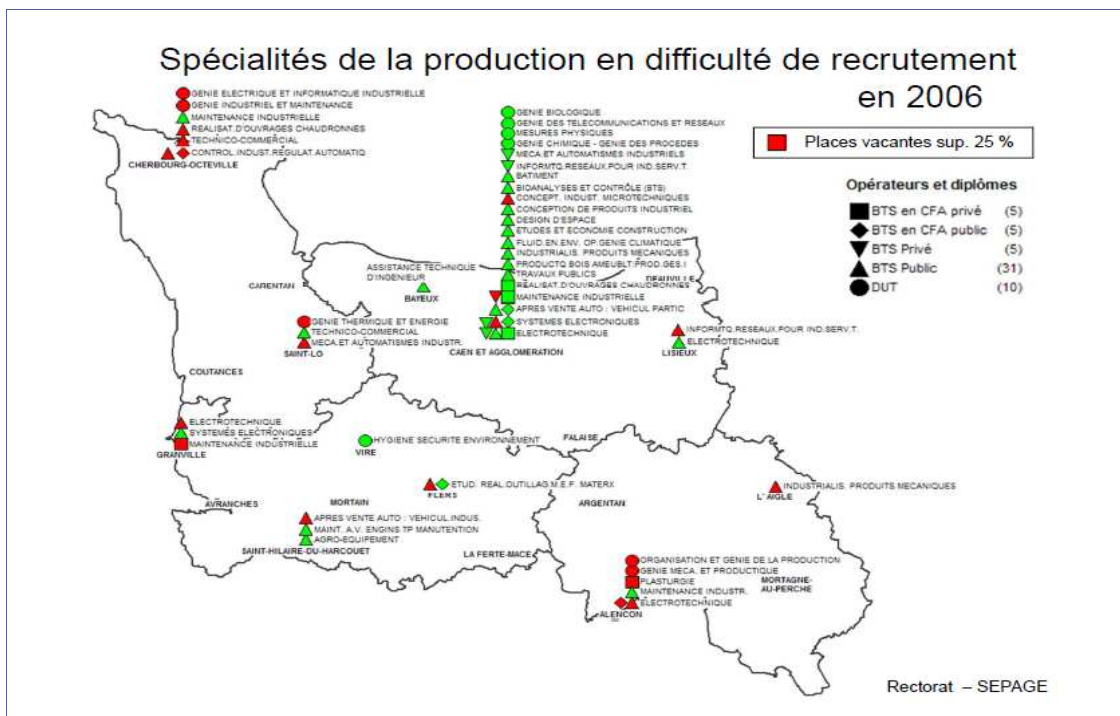 Spécialités de la production en difficulté de recrutement
en 2006
Places vacantes sup. 25 %
Opérateurs et diplômes
BTS en CFA privé (5)
BTS en CFA public (5)
BTS Privé (5)
BTS Public (31)
DUT (10)
GENIE ELECTRIQUE ET INFORMATIQUE INDUSTRIELLE
GENIE INDUSTRIEL ET MAINTENANCE
MAINTENANCE INDUSTRIELLE
REALISAT.D'OUVRAGES CHAUDRONNES
TECHNICO-COMMERCIAL
CONTROL.INDUST.REGULAT.AUTOMATIQ
CHERBOURG-OCTEVILLE
GENIE BIOLOGIQUE
GENIE DES TELECOMMUNICATIONS ET RESEAUX
MESURES PHYSIQUES
GENIE CHIMIQUE - GENIE DES PROCEDES
MECA.ET AUTOMATISMES INDUSTRIELS
INFORMTQ.RESEAUX.POUR IND.SERV.T.
BATIMENT
BIOANALYSES ET CONTRÔLE (BTS)
CONCEPT. INDUST. MICROTECHNIQUES
CONCEPTION DE PRODUITS INDUSTRIEL
DESIGN D'ESPACE
ETUDES ET ECONOMIE CONSTRUCTION
FLUID.EN.ENV. OP.GENIE CLIMATIQUE
INDUSTRIALIS. PRODUITS MECANIQUES
PRODUCTQ BOIS AMEUBLT:PROD.GES.I
TRAVAUX PUBLICS
REALISAT.D'OUVRAGES CHAUDRONNES
MAINTENANCE INDUSTRIELLE
APRES VENTE AUTO : VEHICUL PARTIC
SYSTEMES ELECTRONIQUES
ELECTROTECHNIQUE
CAEN ET AGGLOMERATION
DEAUVILLE
ASSISTANCE TECHNIQUE
D'INGENIEUR
BAYEUX
CARENTAN
GENIE THERMIQUE ET ENERGIE
TECHNICO-COMMERCIAL
MECA.ET AUTOMATISMES INDUSTR.
SAINT-LO
INFORMTQ.RESEAUX.POUR IND.SERV.T.
ELECTROTECHNIQUE
LISIEUX
COUTANCES
ELECTROTECHNIQUE
SYSTEMES ELECTRONIQUES
MAINTENANCE INDUSTRIELLE
GRANVILLE
HYGIENE SECURITE ENVIRONNEMENT
VIRE
FALAISE
ETUD. REAL.OUTILLAG.M.E.F. MATERX
FLERS
INDUSTRIALIS. PRODUITS MECANIQUES
L'AIGLE
AVRANCHES
MORTAIN
ARGENTAN
APRES VENTE AUTO : VEHICUL.INDUS.
MAINT. A.V. ENGINS TP MANUTENTION
AGRO-EQUIPEMENT
SAINT-HILAIRE-DU-HARCOUET
LA FERTE-MACE
ORGANISATION ET GENIE DE LA PRODUCTION
GENIE MECA. ET PRODUCTIQUE
PLASTURGIE
MAINTENANCE INDUSTR.
ELECTROTECHNIQUE
ALENCON
MORTAGNE-
AU-PERCHE
Rectorat – SEPAGE